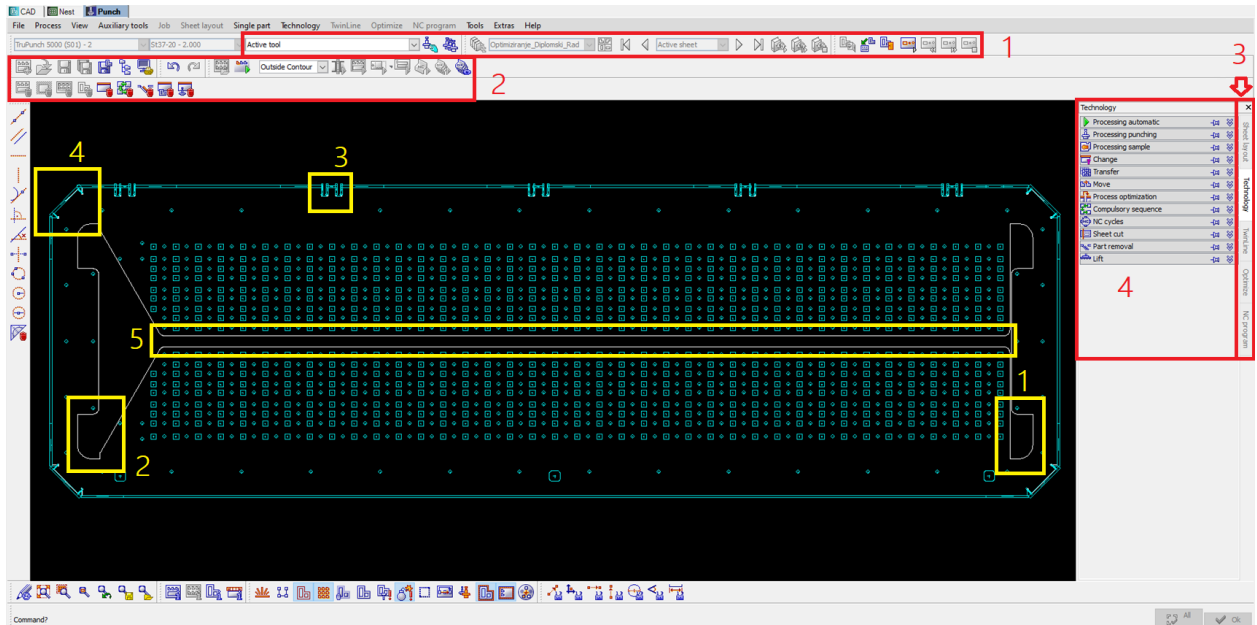 CAD Nest Punch
File Process View Auxiliary tools Job Sheet layout Single part Technology TwinLine Optimize NC program Tools Extras Help
TruPunch 5000 (S01) - 2 St37-20 - 2.000 Active tool Optimiziranje_Diplomski_Rad Active sheet 1
3
Outside Contour 2
Technology
Processing automatic
Processing punching
Processing sample
Change
Transfer
Move
Process optimization
Compulsory sequence
NC cycles
Sheet cut
Part removal
Lift
4
Sheet layout
Technology
TwinLine
Optimize
NC program
4
3
5
1
2
Command?
All Ok